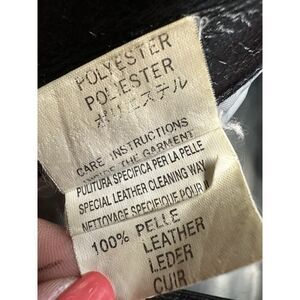 POLYESTER
POLIESTER
ポリエステル
CARE INSTRUCTIONS
INSIDE THE GARMENT
PULITURA SPECIFICA PER LA PELLE
SPECIAL LEATHER CLEANING WAY
NETTOYAGE SPECIFIQUE POUR
100% PELLE
LEATHER
LEDER
CUIR